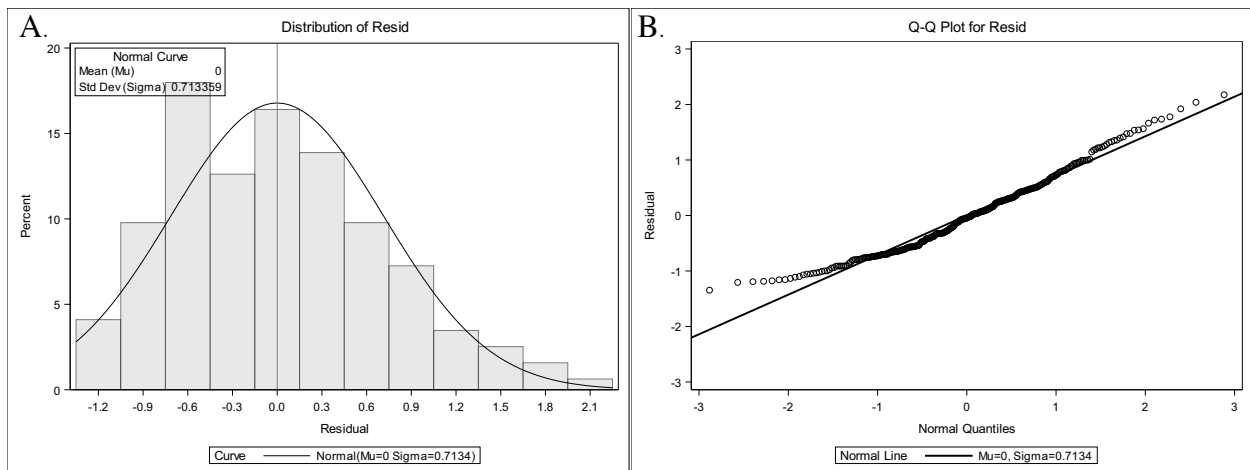 A.
Distribution of Resid
Normal Curve
Mean (Mu) 0
Std Dev (Sigma) 0.713359
20
15
10
5
0
Percent
-1.2 -0.9 -0.6 -0.3 0.0 0.3 0.6 0.9 1.2 1.5 1.8 2.1
Residual
Curve Normal(Mu=0 Sigma=0.7134)
B.
Q-Q Plot for Resid
3
2
1
0
-1
-2
-3
Residual
-3 -2 -1 0 1 2 3
Normal Quantiles
Normal Line Mu=0, Sigma=0.7134